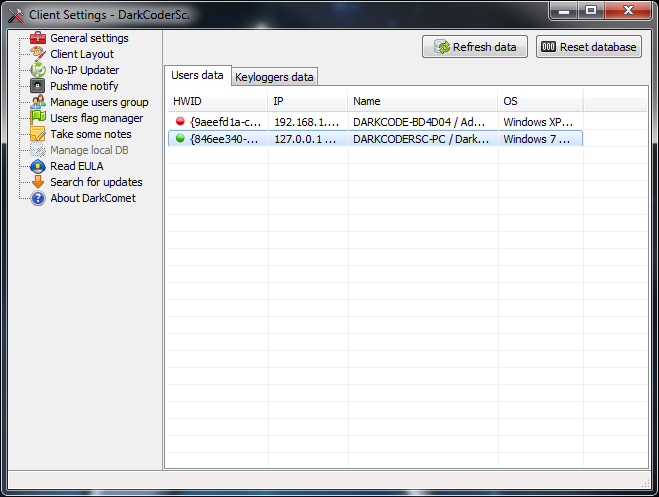 Client Settings - DarkCoderSc.
General settings
Client Layout
No-IP Updater
Pushme notify
Manage users group
Users flag manager
Take some notes
Manage local DB
Read EULA
Search for updates
About DarkComet
Refresh data
Reset database
Users data
Keyloggers data
HWID IP Name OS
{9aeefd1a-c... 192.168.1.... DARKCODE-BD4D04 / Ad... Windows XP...
{846ee340-... 127.0.0.1 ... DARKCODERSC-PC / Dark... Windows 7 ...